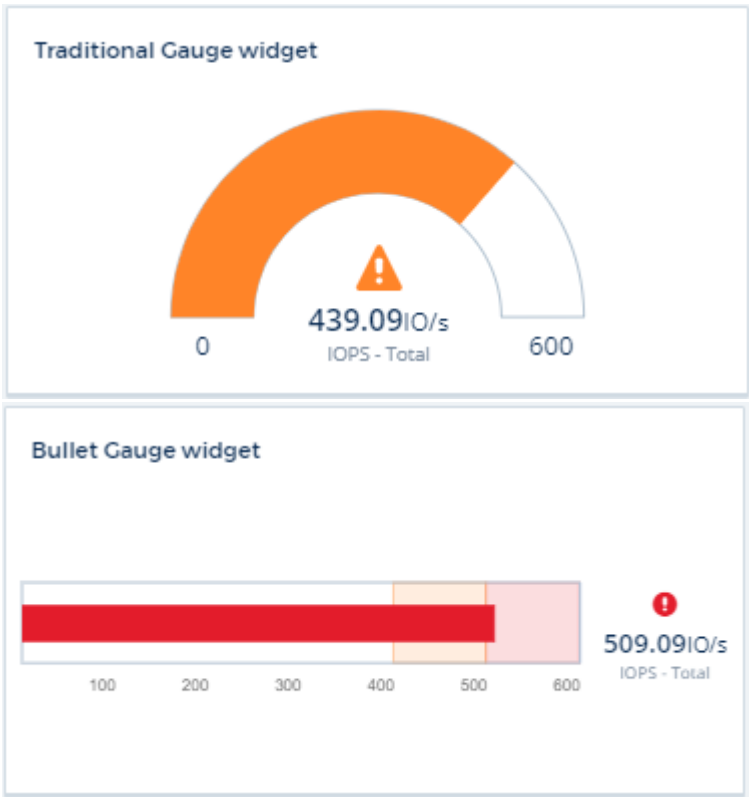 Traditional Gauge widget
439.09IO/s
0
IOPS - Total
600
Bullet Gauge widget
509.09IO/s
IOPS - Total
100 200 300 400 500 600